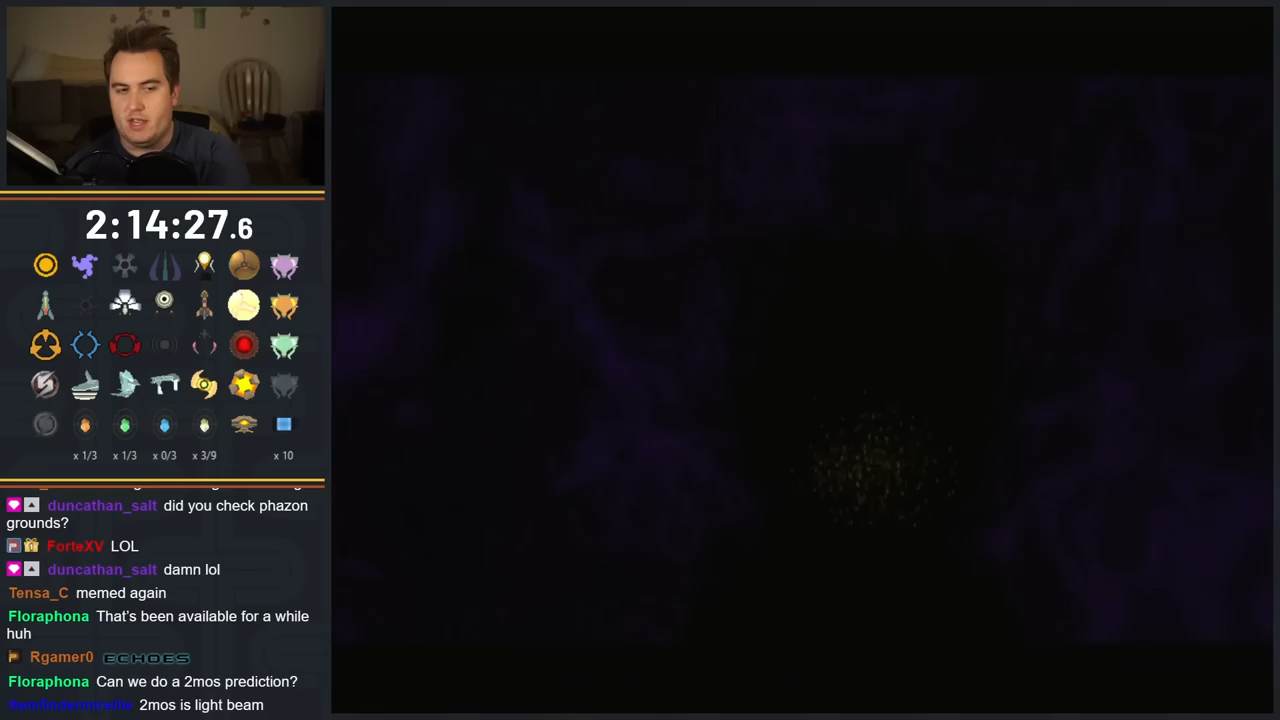 2:14:27.6
x 1/3
x 1/3
x 0/3
x 3/9
x 10
duncathan_salt did you check phazon
grounds?
ForteXV LOL
duncathan_salt damn lol
Tensa_C memed again
Floraphona That's been available for a while
huh
Rgamer0 ECHOES
Floraphona Can we do a 2mos prediction?
2mos is light beam